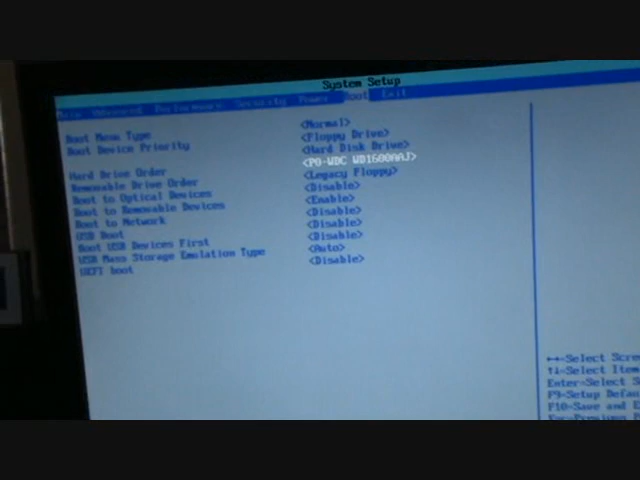 System Setup
Main Advanced Performance Security Power Boot Exit
Boot Menu Type <Normal>
Boot Device Priority <Floppy Drive>
<Hard Disk Drive>
Hard Drive Order <P0-WDC WD1600AAJ>
Removable Drive Order <Legacy Floppy>
Boot to Optical Devices <Disable>
Boot to Removable Devices <Enable>
Boot to Network <Disable>
USB Boot <Disable>
Boot USB Devices First <Disable>
USB Mass Storage Emulation Type <Auto>
UEFI boot <Disable>
↔=Select Scree
↑↓=Select Item
Enter=Select S
F9=Setup Defau
F10=Save and E
Esc=Previous P